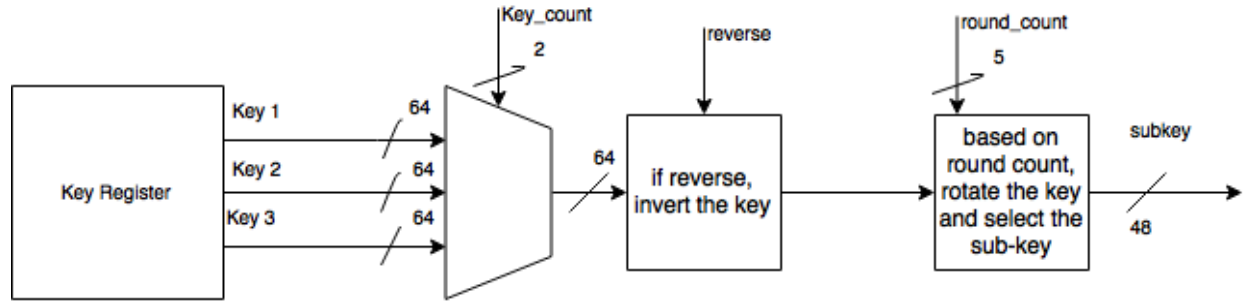 Key_count
2
reverse
round_count
5
Key Register
Key 1
64
Key 2
64
Key 3
64
64
if reverse,
invert the key
based on
round count,
rotate the key
and select the
sub-key
subkey
48